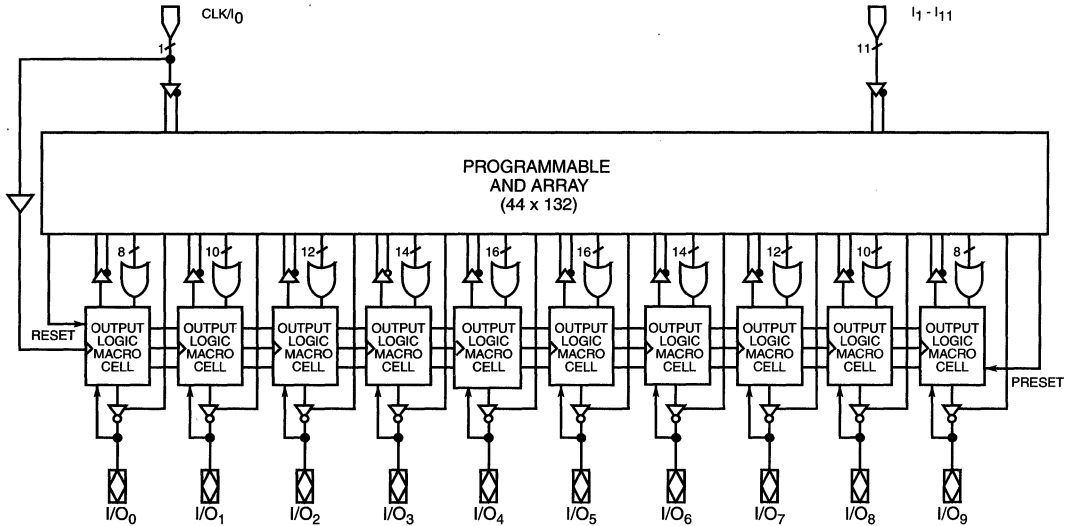 CLK/I0
I1 - I11
1
11
PROGRAMMABLE
AND ARRAY
(44 x 132)
8 10 12 14 16 16 14 12 10 8
RESET
OUTPUT LOGIC MACRO CELL
OUTPUT LOGIC MACRO CELL
OUTPUT LOGIC MACRO CELL
OUTPUT LOGIC MACRO CELL
OUTPUT LOGIC MACRO CELL
OUTPUT LOGIC MACRO CELL
OUTPUT LOGIC MACRO CELL
OUTPUT LOGIC MACRO CELL
OUTPUT LOGIC MACRO CELL
OUTPUT LOGIC MACRO CELL
PRESET
I/O0 I/O1 I/O2 I/O3 I/O4 I/O5 I/O6 I/O7 I/O8 I/O9